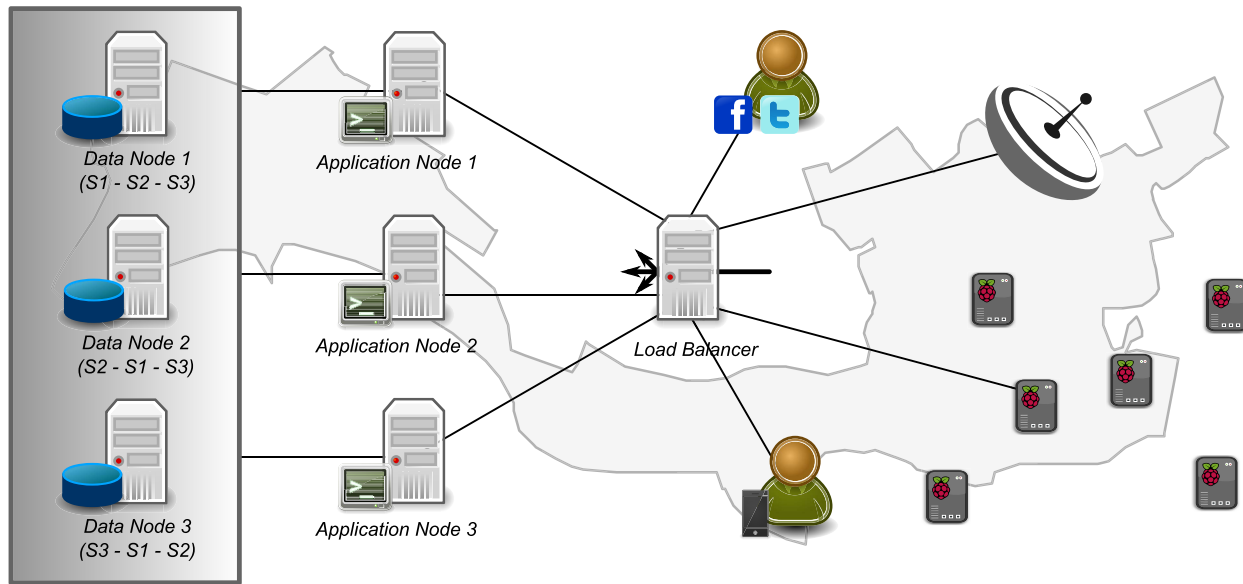 Data Node 1
(S1 - S2 - S3)
Application Node 1
f
t
Data Node 2
(S2 - S1 - S3)
Application Node 2
Load Balancer
Data Node 3
(S3 - S1 - S2)
Application Node 3
>
>
>